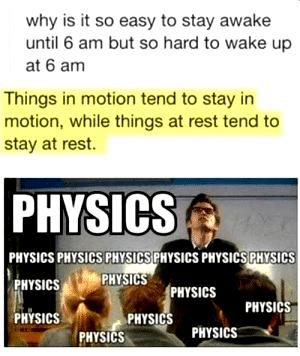 why is it so easy to stay awake
until 6 am but so hard to wake up
at 6 am
Things in motion tend to stay in
motion, while things at rest tend to
stay at rest.
PHYSICS
PHYSICS PHYSICS PHYSICS PHYSICS PHYSICS PHYSICS
PHYSICS PHYSICS PHYSICS
PHYSICS
PHYSICS PHYSICS
PHYSICS PHYSICS